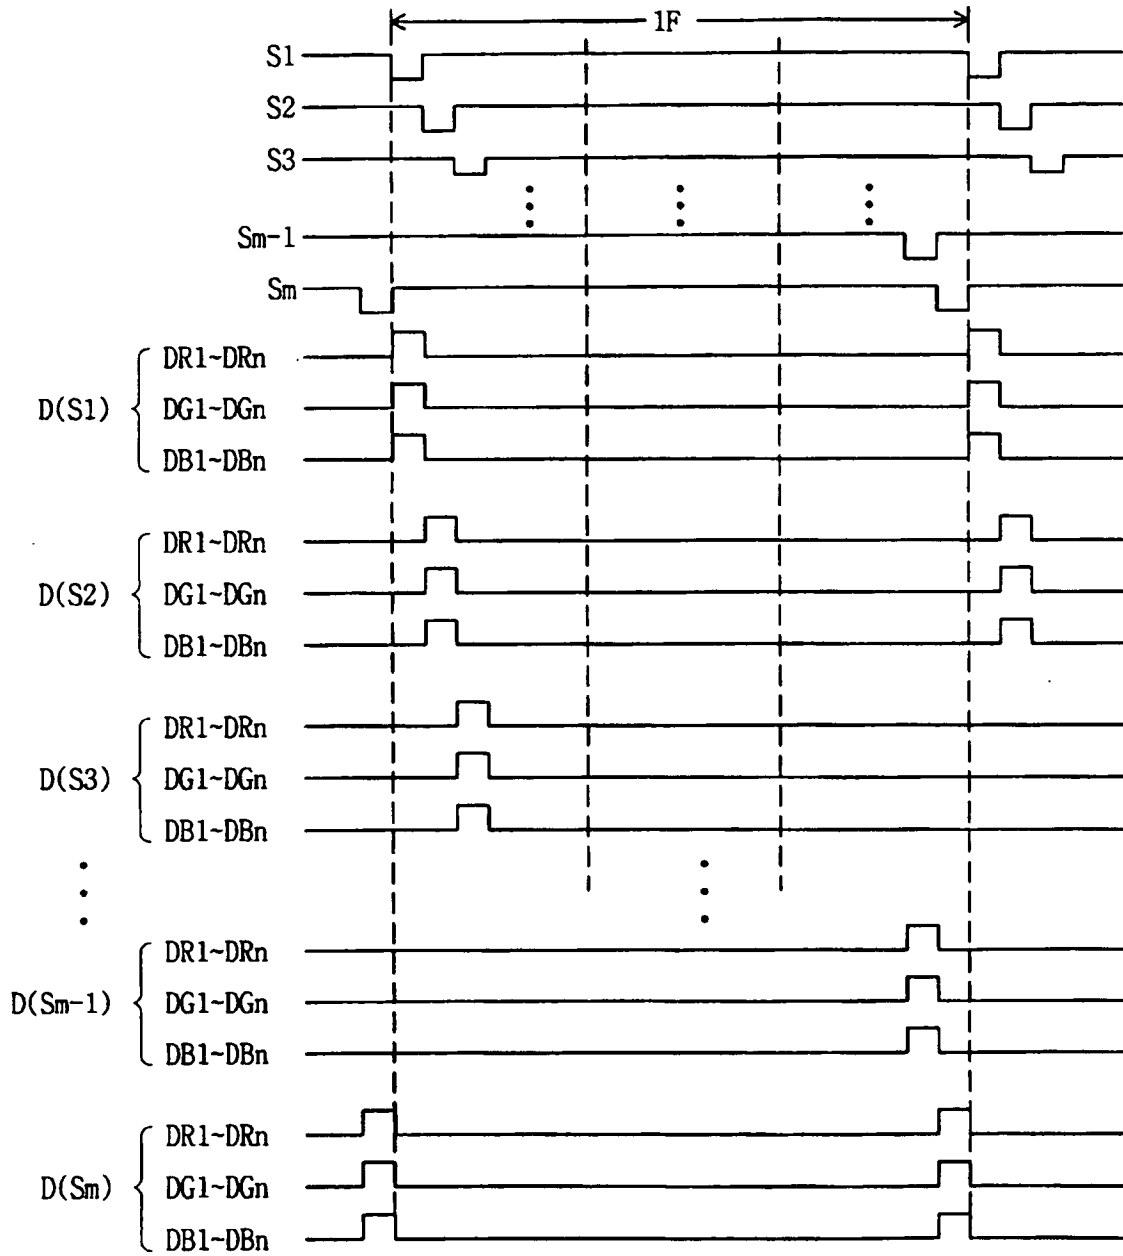 1F
S1
S2
S3
Sm-1
Sm
D(S1)
DR1~DRn
DG1~DGn
DB1~DBn
D(S2)
DR1~DRn
DG1~DGn
DB1~DBn
D(S3)
DR1~DRn
DG1~DGn
DB1~DBn
D(Sm-1)
DR1~DRn
DG1~DGn
DB1~DBn
D(Sm)
DR1~DRn
DG1~DGn
DB1~DBn